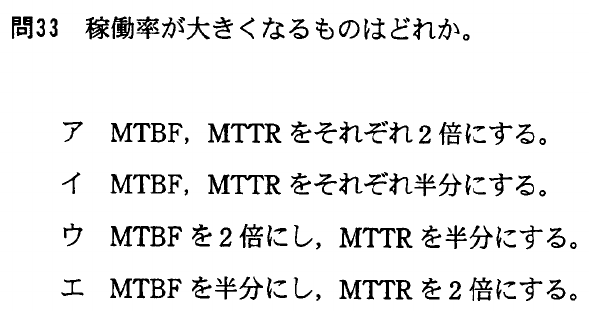 問33 稼働率が大きくなるものはどれか。
ア MTBF，MTTR をそれぞれ2倍にする。
イ MTBF，MTTR をそれぞれ半分にする。
ウ MTBF を2倍にし，MTTR を半分にする。
エ MTBF を半分にし，MTTR を2倍にする。